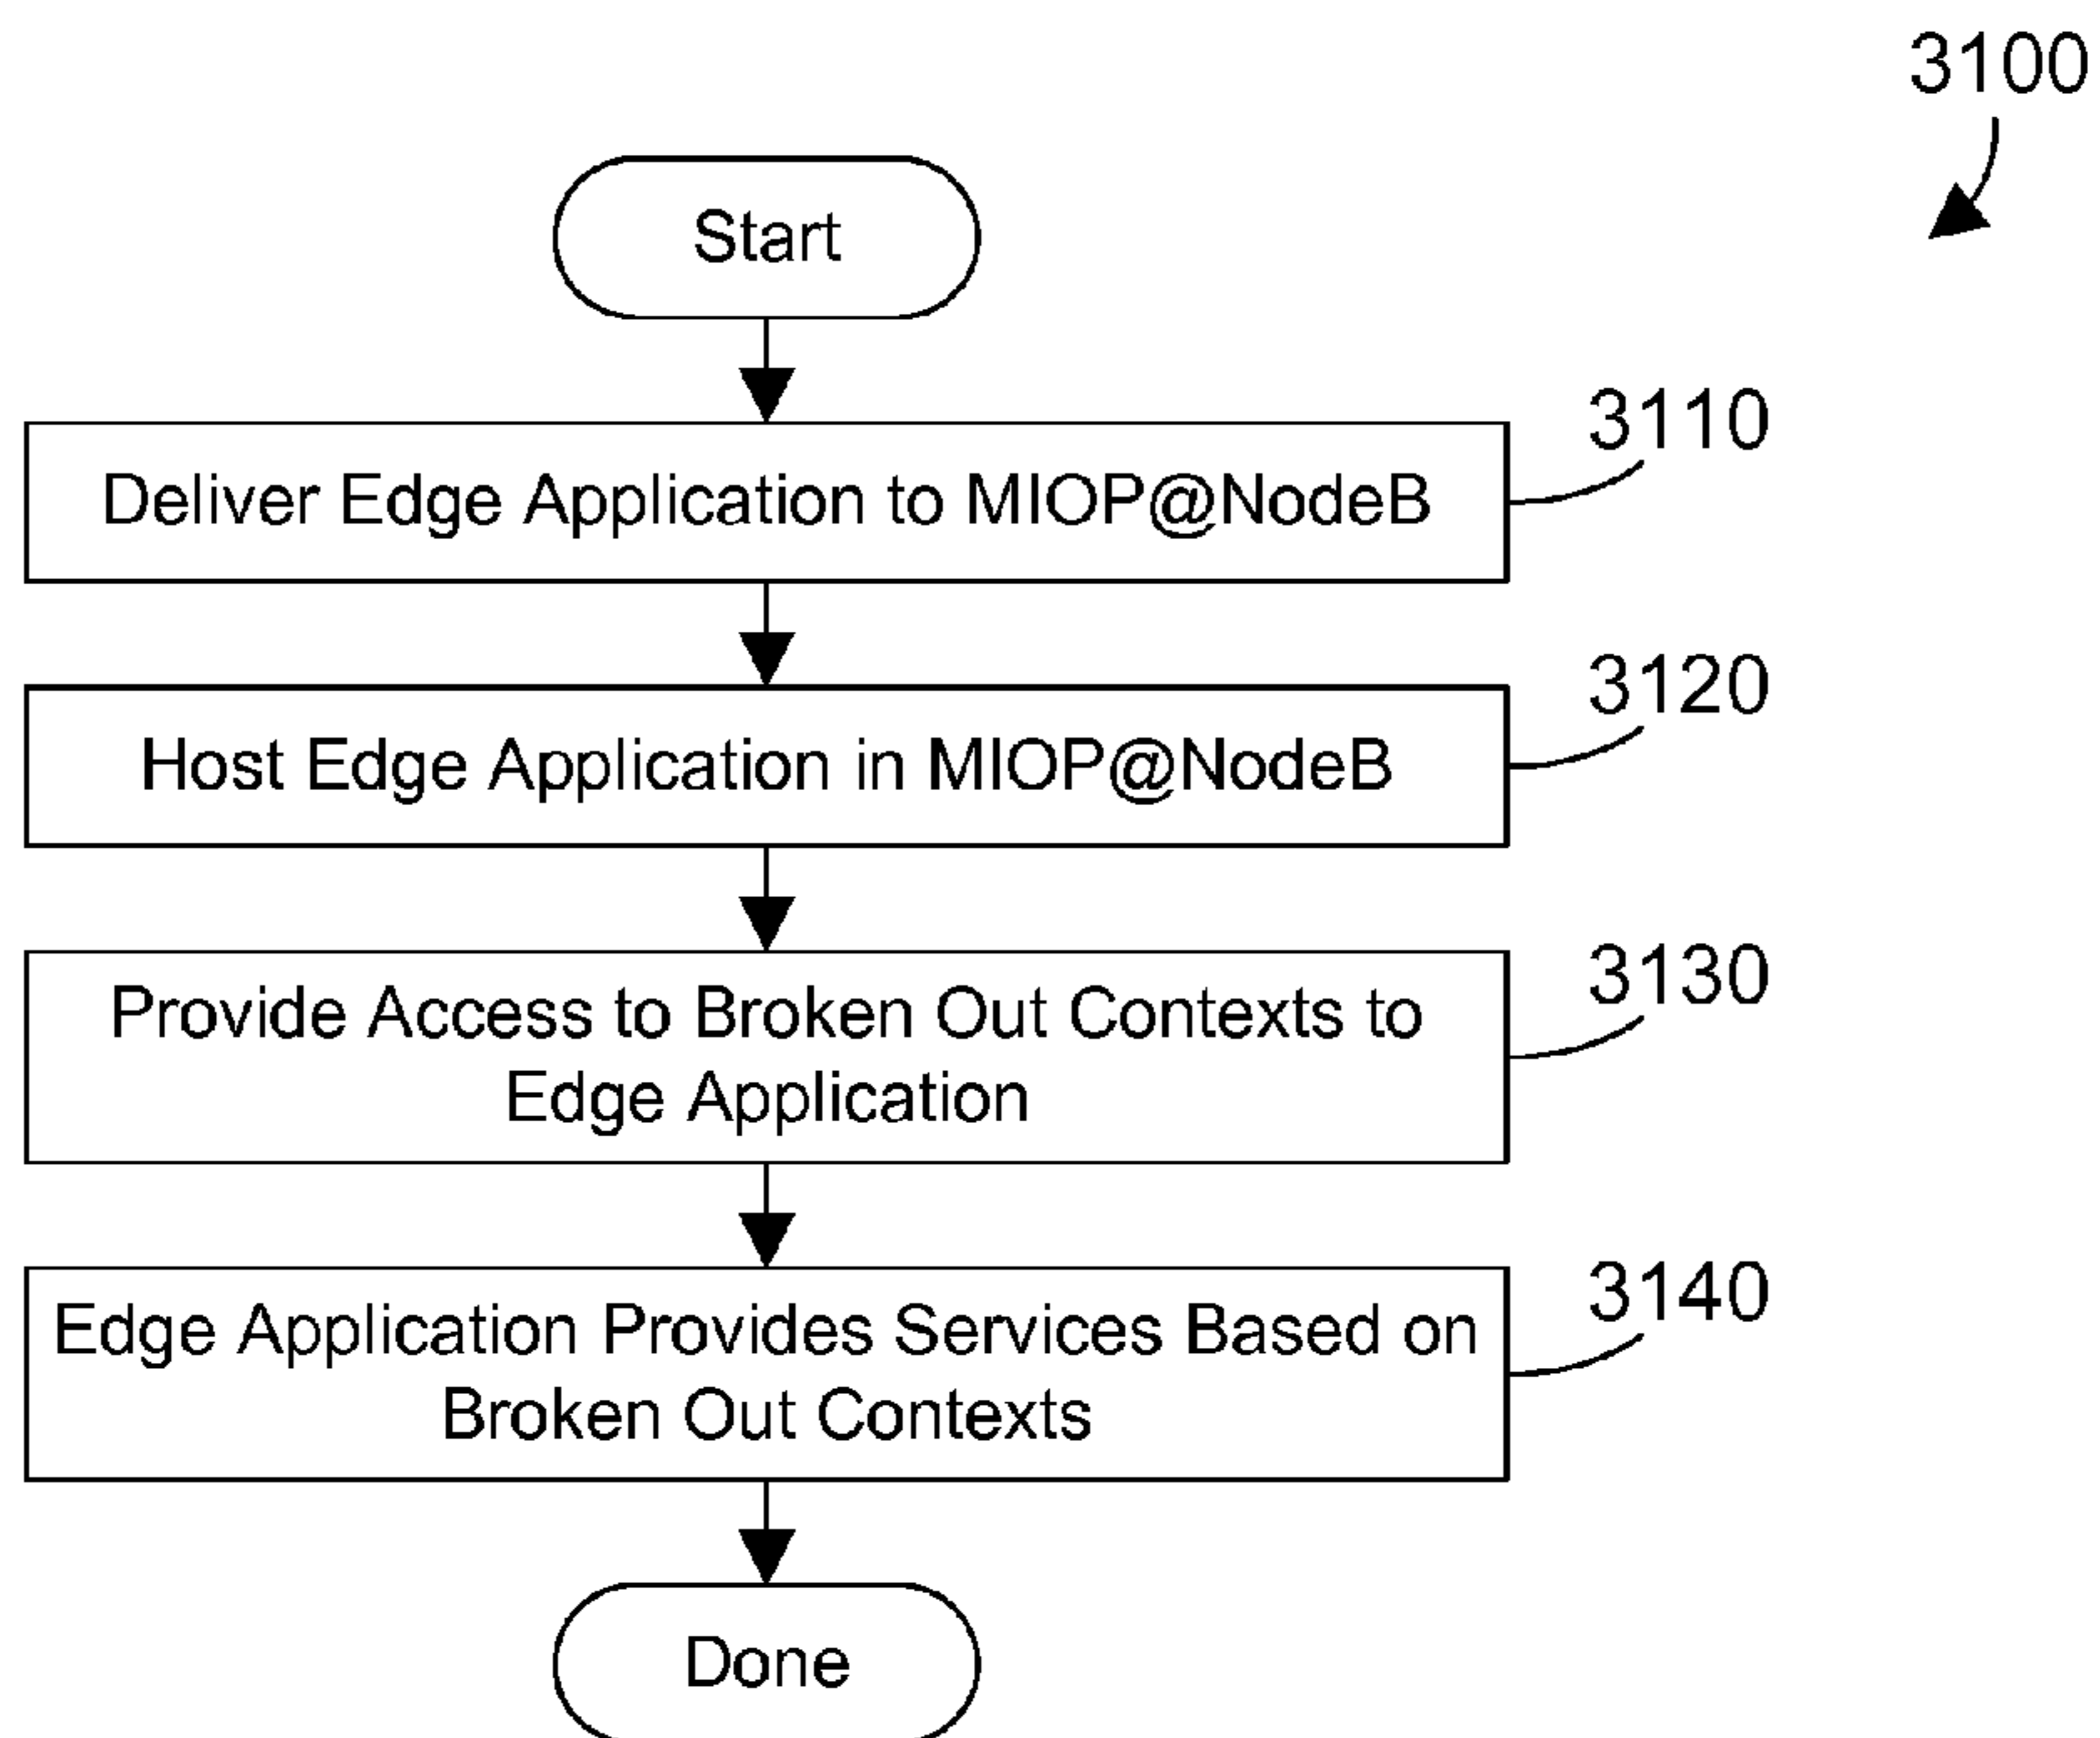 3100
Start
3110
Deliver Edge Application to MIOP@NodeB
3120
Host Edge Application in MIOP@NodeB
3130
Provide Access to Broken Out Contexts to
Edge Application
3140
Edge Application Provides Services Based on
Broken Out Contexts
Done